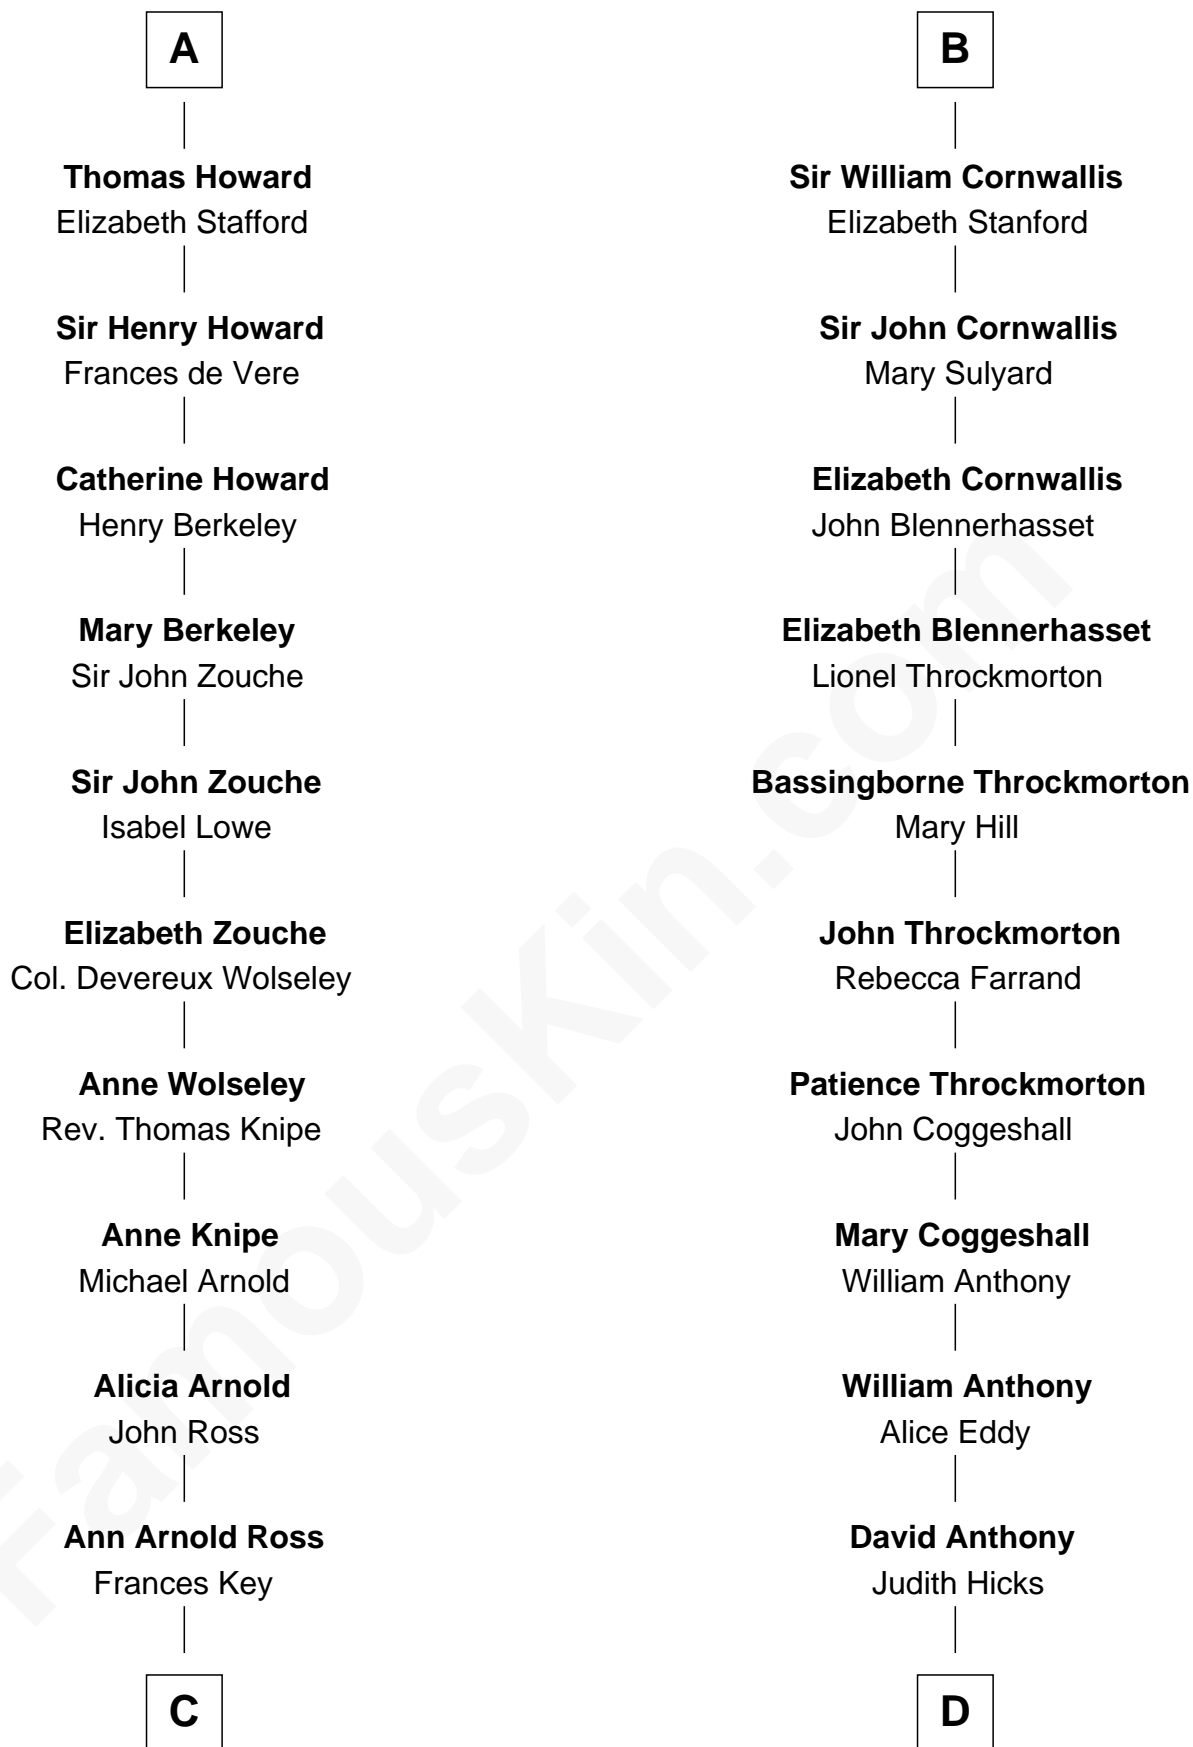 A
Thomas Howard
Elizabeth Stafford
Sir Henry Howard
Frances de Vere
Catherine Howard
Henry Berkeley
Mary Berkeley
Sir John Zouche
Sir John Zouche
Isabel Lowe
Elizabeth Zouche
Col. Devereux Wolseley
Anne Wolseley
Rev. Thomas Knipe
Anne Knipe
Michael Arnold
Alicia Arnold
John Ross
Ann Arnold Ross
Frances Key
C
B
Sir William Cornwallis
Elizabeth Stanford
Sir John Cornwallis
Mary Sulyard
Elizabeth Cornwallis
John Blennerhasset
Elizabeth Blennerhasset
Lionel Throckmorton
Bassingborne Throckmorton
Mary Hill
John Throckmorton
Rebecca Farrand
Patience Throckmorton
John Coggeshall
Mary Coggeshall
William Anthony
William Anthony
Alice Eddy
David Anthony
Judith Hicks
D
FamousKin.com